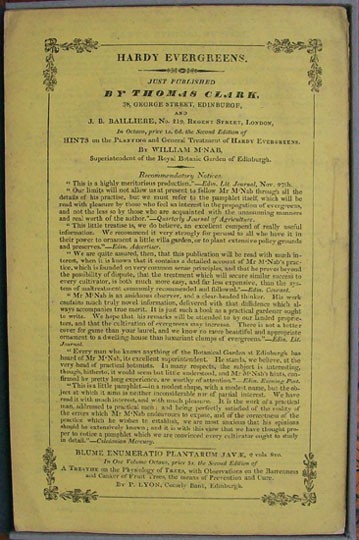 HARDY EVERGREENS.
JUST PUBLISHED
BY THOMAS CLARK,
38, GEORGE STREET, EDINBURGH,
AND
J. B. BAILLIERE, No. 219, REGENT STREET, LONDON,
In Octavo, price 1s. 6d. the Second Edition of
HINTS on the PLANTING and General Treatment of HARDY EVERGREENS.
By WILLIAM M'NAB,
Superintendent of the Royal Botanic Garden of Edinburgh.
Recommendatory Notices.
"This is a highly meritorious production."—Edin. Lit. Journal, Nov. 27th.
"Our limits will not allow us at present to follow Mr M'Nab through all the
details of his practice, but we must refer to the pamphlet itself, which will be
read with pleasure by those who feel an interest in the propagation of evergreens,
and not the less so by those who are acquainted with the unassuming manners
and real worth of the author."—Quarterly Journal of Agriculture.
"This little treatise is, we do believe, an excellent compend of really useful
information. We recommend it very strongly for perusal to all who have it in
their power to ornament a little villa garden, or to plant extensive policy grounds
and preserves."—Edin. Advertiser.
"We are quite assured, then, that this publication will be read with much in-
terest, when it is known that it contains a detailed account of Mr M'Nab's prac-
tice, which is founded on very common sense principles, and that he proves beyond
the possibility of dispute, that the treatment which will secure similar success to
every cultivator, is both much more easy, and far less expensive, than the sys-
tem of maltreatment commonly recommended and followed."—Edin. Courant.
"Mr M'Nab is an assiduous observer, and a clear-headed thinker. His work
contains much truly novel information, delivered with that diffidence which al-
ways accompanies true merit. It is just such a book as a practical gardener ought
to write. We hope that his remarks will be attended to by our landed proprie-
tors, and that the cultivation of evergreens may increase. There is not a better
cover for game than your laurel, and we know no more beautiful and appropriate
ornament to a dwelling-house than luxuriant clumps of evergreens."—Edin. Lit.
Journal.
"Every man who knows anything of the Botanical Garden at Edinburgh has
heard of Mr M'Nab, its excellent superintendent. He stands, we believe, at the
very head of practical botanists. In many respects, the subject is interesting,
though, hitherto, it would seem but little understood, and Mr M'Nab's hints, con-
firmed by pretty long experience, are worthy of attention."—Edin. Evening Post.
"This is a little pamphlet—in a modest shape, with a modest name, but the ob-
ject at which it aims is neither inconsiderable nor of partial interest. We have
read it with much interest, and with much pleasure. It is the work of a practical
man, addressed to practical men; and being perfectly satisfied of the reality of
the errors which Mr M'Nab endeavours to expose, and of the correctness of the
practice which he wishes to establish, we are most anxious that his opinions
should be extensively known; and it is with this view that we have thought pro-
per to notice a pamphlet which we are convinced every cultivator ought to study
in detail."—Caledonian Mercury.
BLUME ENUMERATIO PLANTARUM JAVÆ, 2 vols. 8vo.
In One Volume Octavo, price 5s. the Second Edition of
A TREATISE on the Physiology of TREES, with Observations on the Barrenness
and Canker of Fruit Trees, the means of Prevention and Cure.
By P. LYON, Comely Bank, Edinburgh.